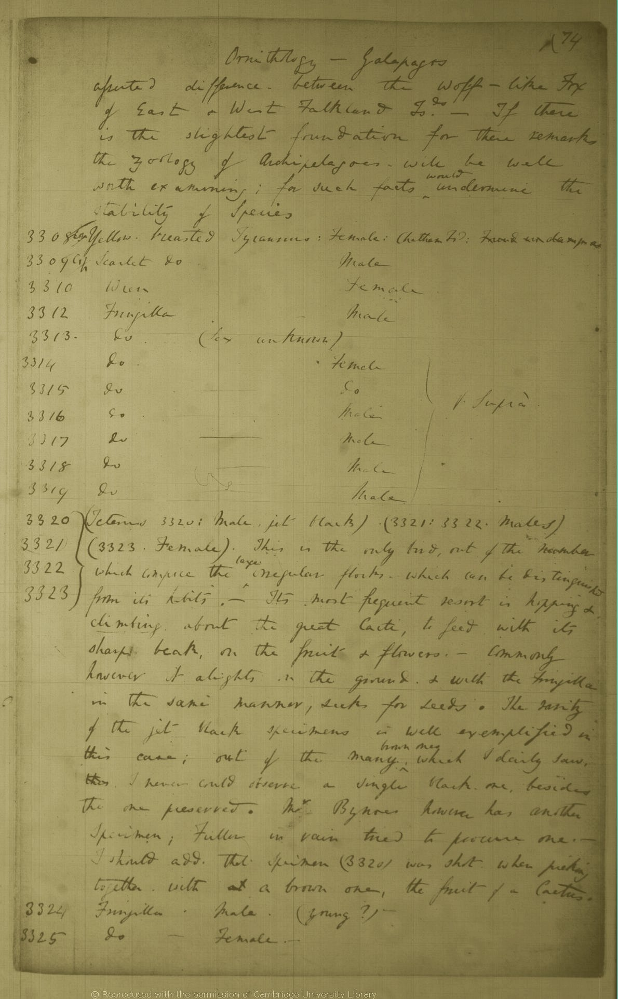 (74
Ornithology — Galapagos
asserted difference. between the wolf-like Fox
of East & West Falkland Is.ds — If there
is the slightest foundation for these remarks
the zoology of Archipelagoes. will be well
worth examining; for such facts would undermine the
stability of Species
3308 Yellow. breasted Tyrannus: Female: Chatham Isd:
3309 Scarlet do Male
3310 Wren Female
3312 Fringilla Male
3313. do (Sex unknown)
3314 do. Female
3315 do — do
3316 do — Male V. Suprà.
3317 do — Male
3318 do — Male
3319 do Male
3320 (Icterus 3320: Male, jet black) (3321: 3322. Males)
3321 (3323. Female). This is the only bird, out of the number
3322 which compose the large irregular flocks. which can be distinguished
3323 from its habits. — Its most frequent resort is hopping &
climbing. about the great Cacti, to feed with its
sharp. beak, on the fruit & flowers. — Commonly
however it alights on the ground. & with the Fringilla
in the same manner, seeks for seeds. The rarity
of the jet black specimens is well exemplified in
this case; out of the many brown ones, which I daily saw,
I never could observe a single black. one, besides
the one preserved. Mr Bynoes however has another
Specimen; Fuller in vain tried to procure one. —
I should add. that specimen (3320) was shot. when picking
together. with a brown one, the fruit of a Cactus.
3324 Fringilla. Male. (young?) —
3325 do — Female. —
© Reproduced with the permission of Cambridge University Library